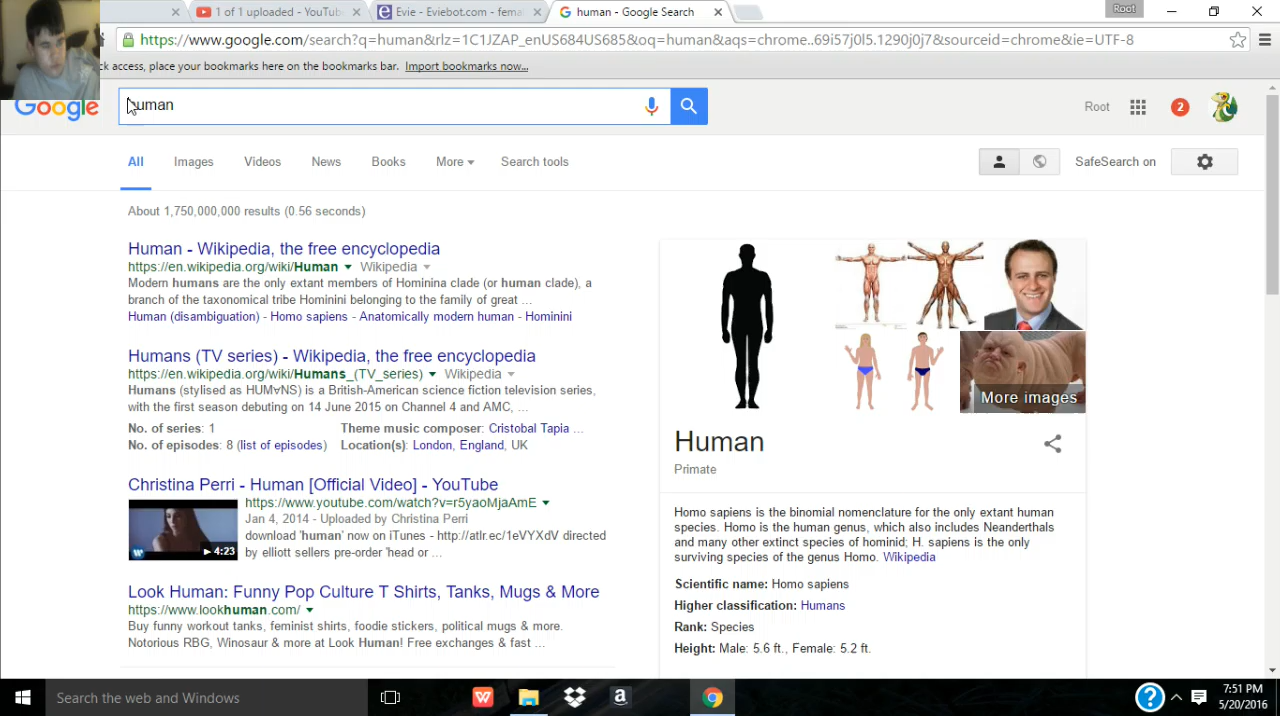 1 of 1 uploaded - YouTub
Evie - Eviebot.com - fema
human - Google Search
Root
https://www.google.com/search?q=human&rlz=1C1JZAP_enUS684US685&oq=human&aqs=chrome..69i57j0l5.1290j0j7&sourceid=chrome&ie=UTF-8
ck access, place your bookmarks here on the bookmarks bar. Import bookmarks now...
Google
human
Root
2
All Images Videos News Books More Search tools
SafeSearch on
About 1,750,000,000 results (0.56 seconds)
Human - Wikipedia, the free encyclopedia
https://en.wikipedia.org/wiki/Human Wikipedia
Modern humans are the only extant members of Hominina clade (or human clade), a
branch of the taxonomical tribe Hominini belonging to the family of great ...
Human (disambiguation) - Homo sapiens - Anatomically modern human - Hominini
Humans (TV series) - Wikipedia, the free encyclopedia
https://en.wikipedia.org/wiki/Humans_(TV_series) Wikipedia
Humans (stylised as HUM∀NS) is a British-American science fiction television series,
with the first season debuting on 14 June 2015 on Channel 4 and AMC, ...
No. of series: 1 Theme music composer: Cristobal Tapia ...
No. of episodes: 8 (list of episodes) Location(s): London, England, UK
Christina Perri - Human [Official Video] - YouTube
https://www.youtube.com/watch?v=r5yaoMjaAmE
Jan 4, 2014 - Uploaded by Christina Perri
download 'human' now on iTunes - http://atlr.ec/1eVYXdV directed
by elliott sellers pre-order 'head or ...
4:23
Look Human: Funny Pop Culture T Shirts, Tanks, Mugs & More
https://www.lookhuman.com/
Buy funny workout tanks, feminist shirts, foodie stickers, political mugs & more.
Notorious RBG, Winosaur & more at Look Human! Free exchanges & fast ...
More images
Human
Primate
Homo sapiens is the binomial nomenclature for the only extant human
species. Homo is the human genus, which also includes Neanderthals
and many other extinct species of hominid; H. sapiens is the only
surviving species of the genus Homo. Wikipedia
Scientific name: Homo sapiens
Higher classification: Humans
Rank: Species
Height: Male: 5.6 ft., Female: 5.2 ft.
Search the web and Windows
7:51 PM
5/20/2016